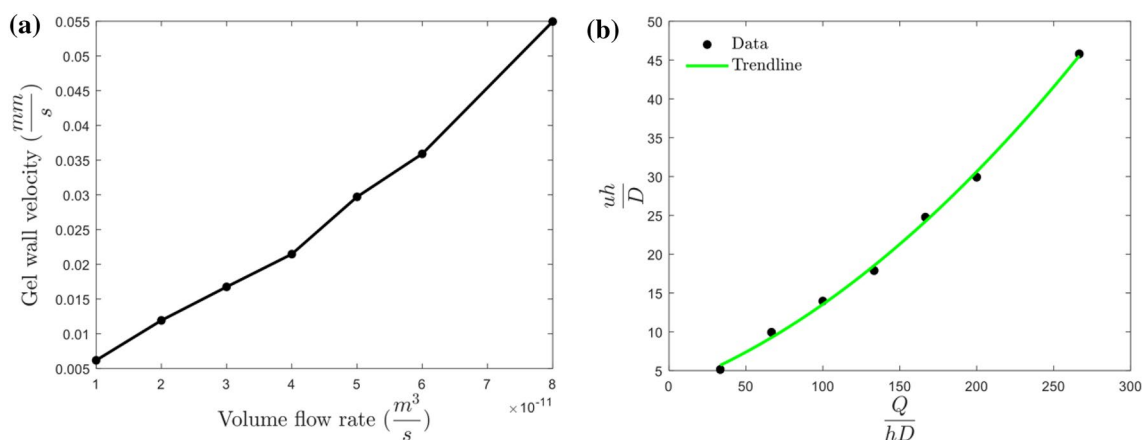 (a)
0.055
0.05
0.045
0.04
0.035
0.03
0.025
0.02
0.015
0.01
0.005
Gel wall velocity (mm/s)
1 2 3 4 5 6 7 8
×10⁻¹¹
Volume flow rate (m³/s)
(b)
50
45
40
35
30
25
20
15
10
5
uh/D
Data
Trendline
0 50 100 150 200 250 300
Q/hD